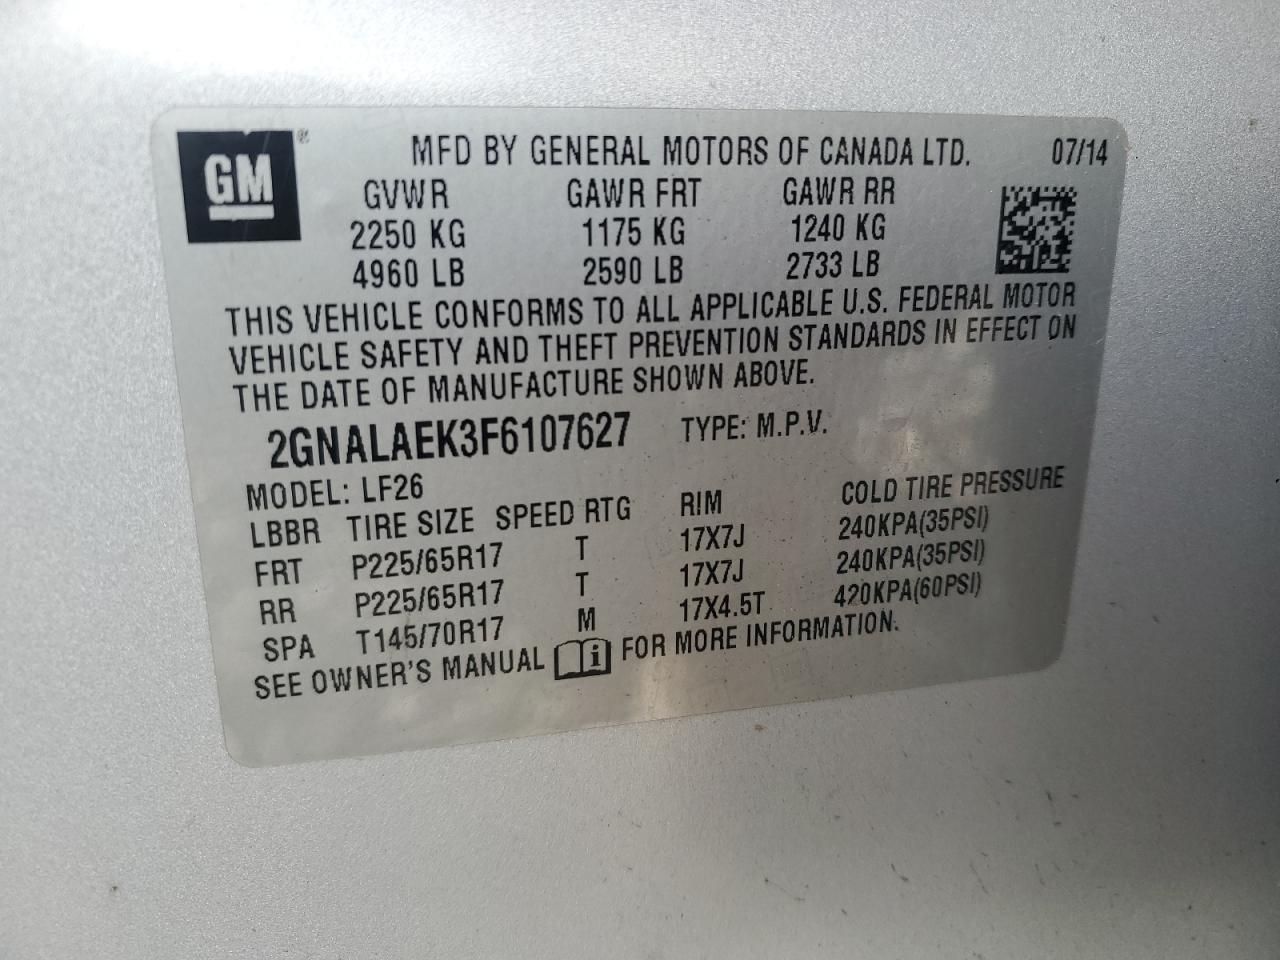 GM ®
MFD BY GENERAL MOTORS OF CANADA LTD. 07/14
GVWR GAWR FRT GAWR RR
2250 KG 1175 KG 1240 KG
4960 LB 2590 LB 2733 LB
THIS VEHICLE CONFORMS TO ALL APPLICABLE U.S. FEDERAL MOTOR
VEHICLE SAFETY AND THEFT PREVENTION STANDARDS IN EFFECT ON
THE DATE OF MANUFACTURE SHOWN ABOVE.
2GNALAEK3F6107627 TYPE: M.P.V.
MODEL: LF26
LBBR TIRE SIZE SPEED RTG RIM COLD TIRE PRESSURE
FRT P225/65R17 T 17X7J 240KPA(35PSI)
RR P225/65R17 T 17X7J 240KPA(35PSI)
SPA T145/70R17 M 17X4.5T 420KPA(60PSI)
SEE OWNER'S MANUAL i FOR MORE INFORMATION.